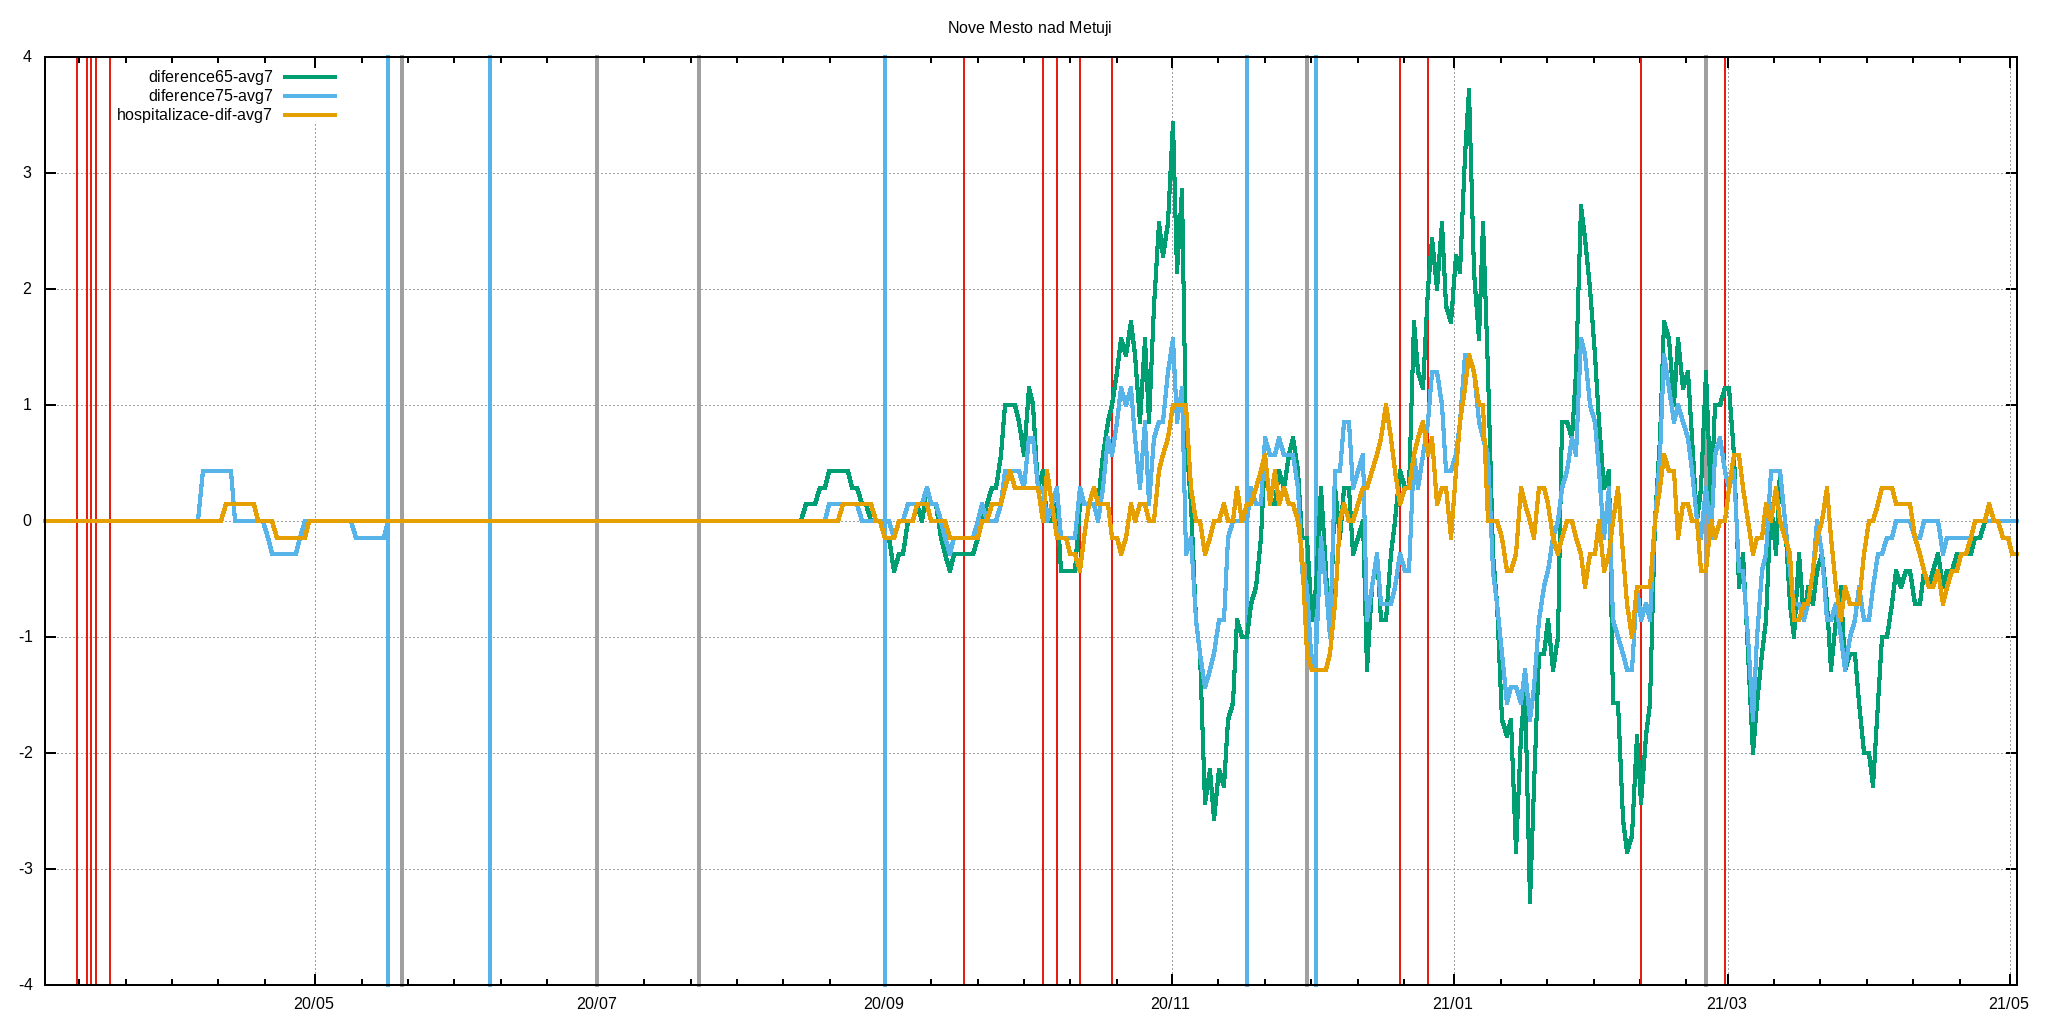 Nove Mesto nad Metuji
diference65-avg7
diference75-avg7
hospitalizace-dif-avg7
4
3
2
1
0
-1
-2
-3
-4
20/05 20/07 20/09 20/11 21/01 21/03 21/05